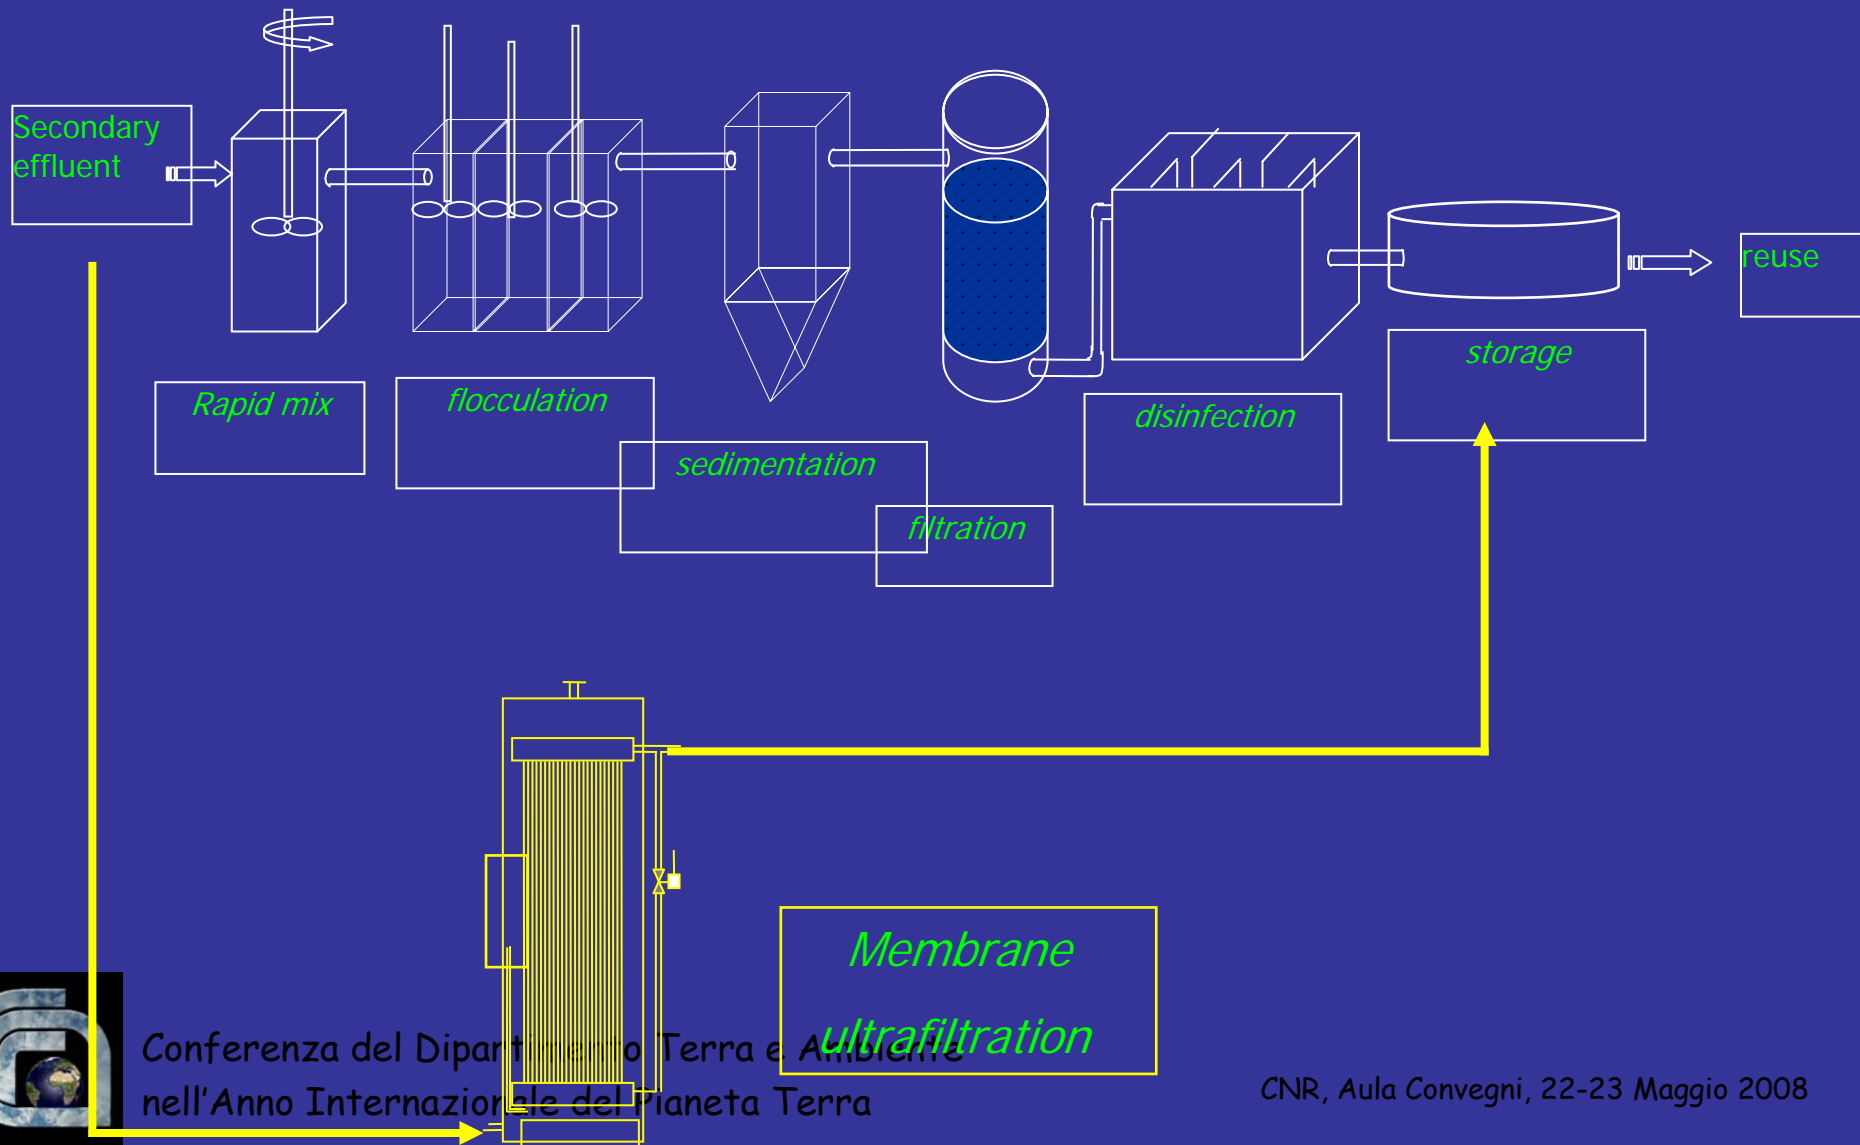 Secondary
effluent
reuse
storage
Rapid mix
flocculation
disinfection
sedimentation
filtration
Membrane
ultrafiltration
Conferenza del Dipartimento Terra e Ambiente
nell'Anno Internazionale del Pianeta Terra
CNR, Aula Convegni, 22-23 Maggio 2008